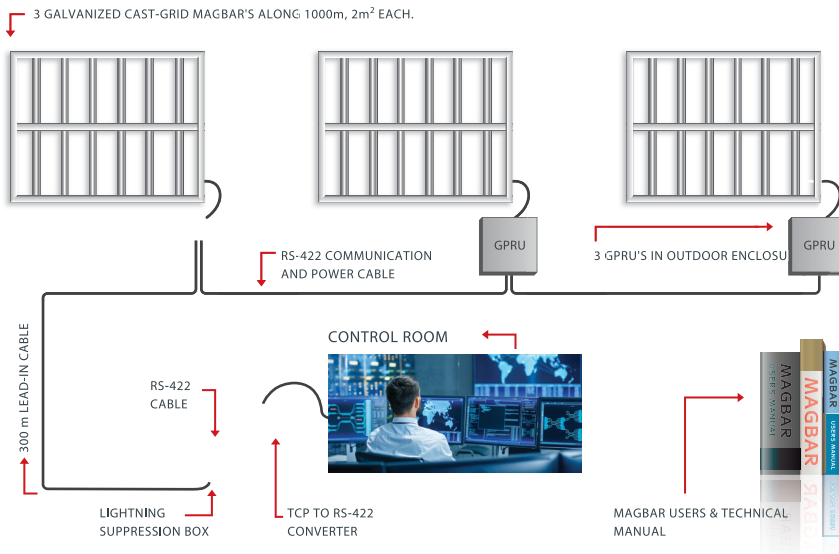 3 GALVANIZED CAST-GRID MAGBAR'S ALONG 1000m, 2m² EACH.
GPRU
GPRU
3 GPRU'S IN OUTDOOR ENCLOSU
RS-422 COMMUNICATION
AND POWER CABLE
300 m LEAD-IN CABLE
CONTROL ROOM
RS-422
CABLE
LIGHTNING
SUPPRESSION BOX
TCP TO RS-422
CONVERTER
MAGBAR USERS & TECHNICAL
MANUAL
MAGBAR
USERS MANUAL
MAGBAR
MAGBAR
USERS MANUAL